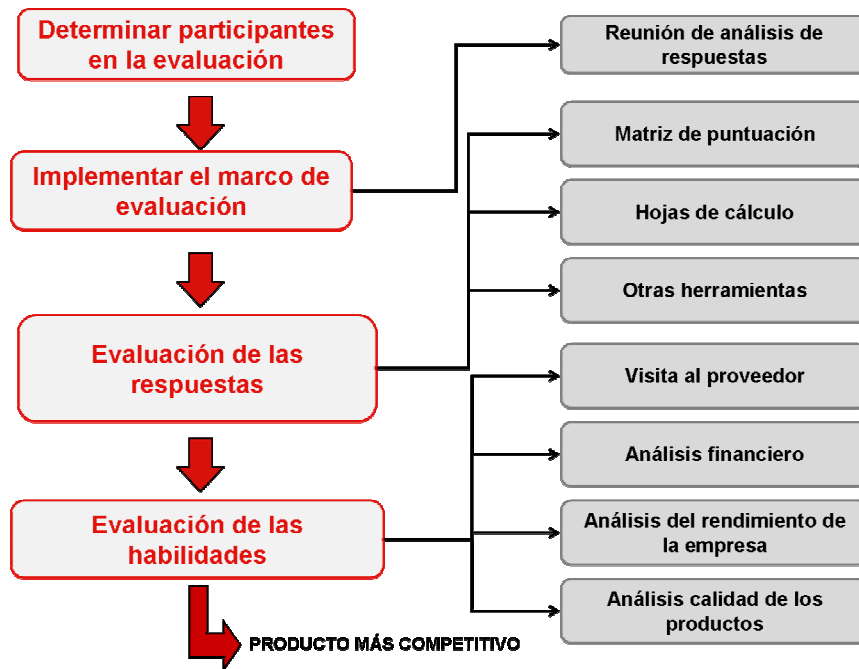 Determinar participantes
en la evaluación
Implementar el marco de
evaluación
Evaluación de las
respuestas
Evaluación de las
habilidades
PRODUCTO MÁS COMPETITIVO
Reunión de análisis de
respuestas
Matriz de puntuación
Hojas de cálculo
Otras herramientas
Visita al proveedor
Análisis financiero
Análisis del rendimiento de
la empresa
Análisis calidad de los
productos